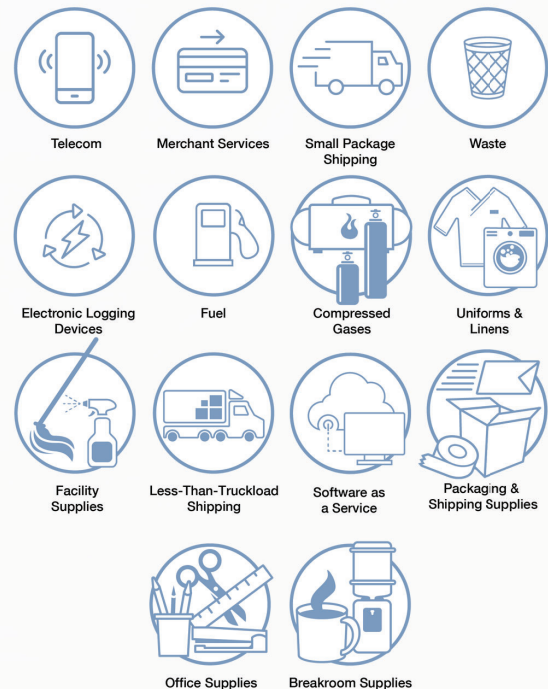 Telecom
Merchant Services
Small Package
Shipping
Waste
Electronic Logging
Devices
Fuel
Compressed
Gases
Uniforms &
Linens
Facility
Supplies
Less-Than-Truckload
Shipping
Software as
a Service
Packaging &
Shipping Supplies
Office Supplies
Breakroom Supplies